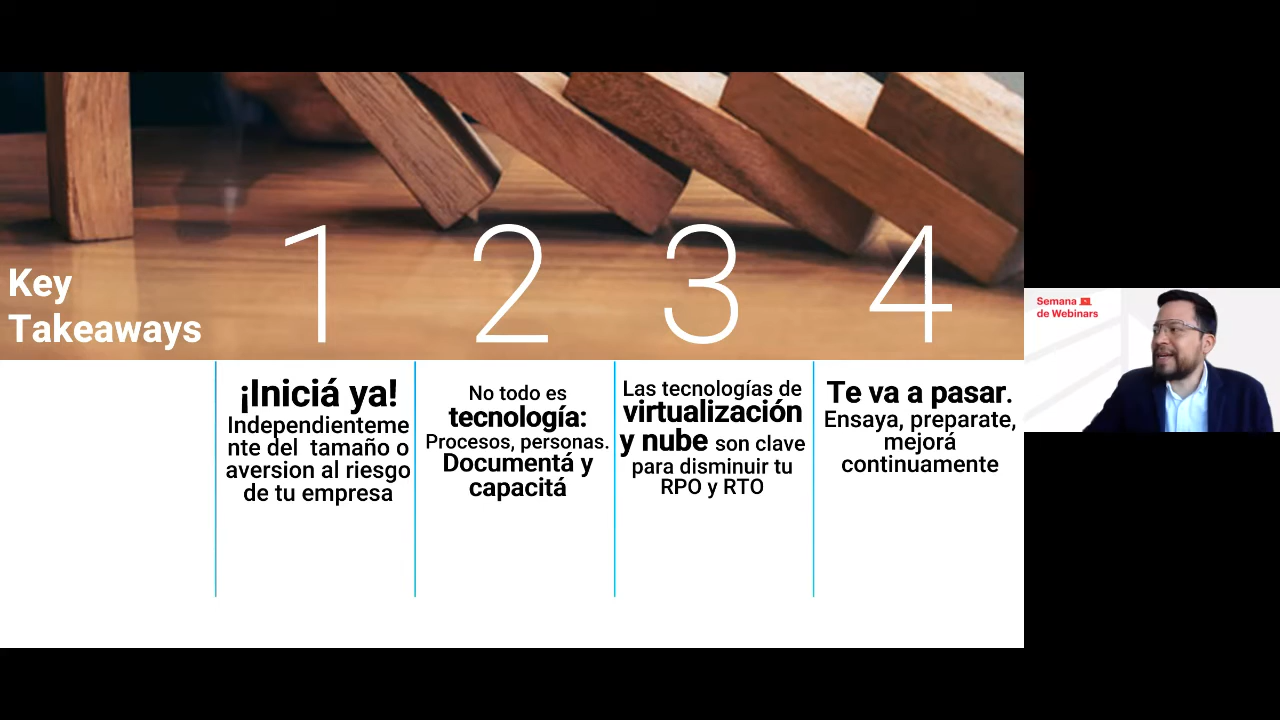 Key
Takeaways
1
2
3
4
¡Iniciá ya!
Independienteme
nte del  tamaño o
aversion al riesgo
de tu empresa
No todo es
tecnología:
Procesos, personas.
Documentá y
capacitá
Las tecnologías de
virtualización
y nube son clave
para disminuir tu
RPO y RTO
Te va a pasar.
Ensaya, preparate,
mejorá
continuamente
Semana
de Webinars